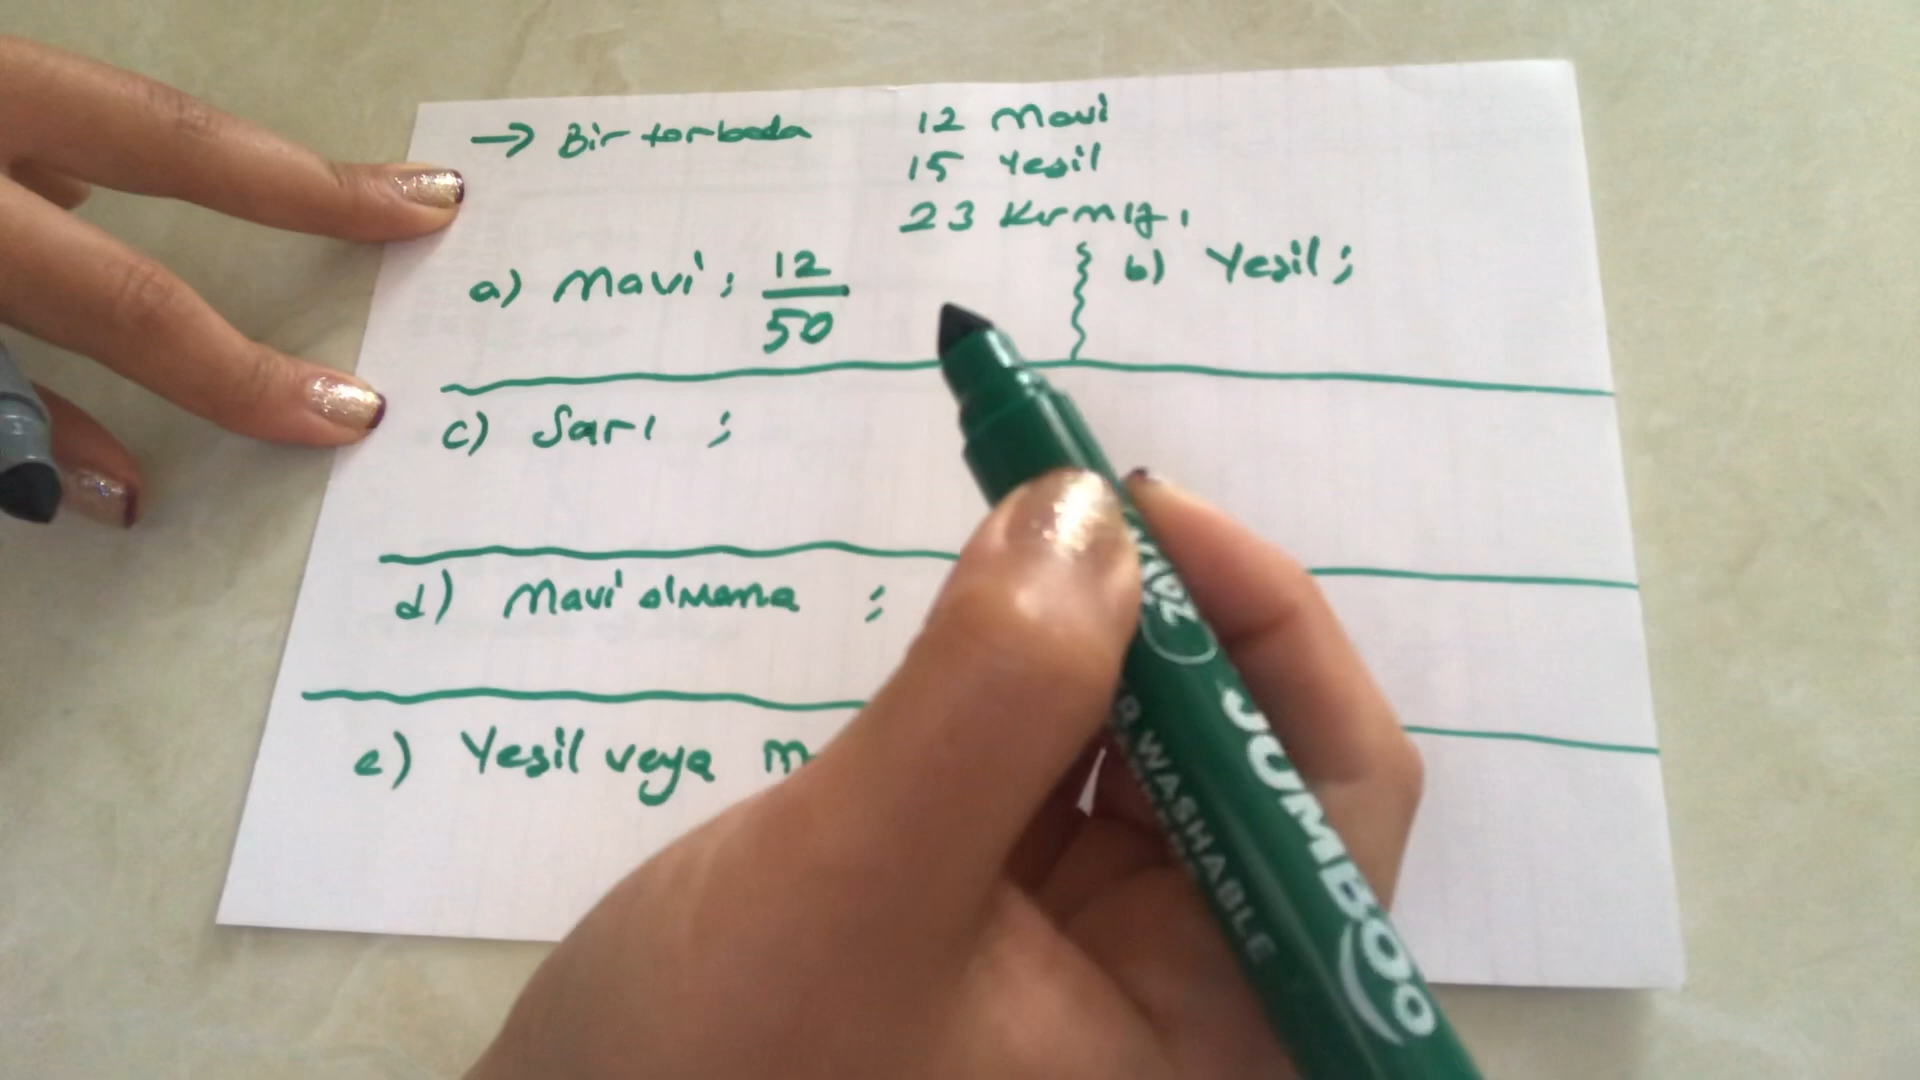 → Bir torbada 12 Mavi
15 Yeşil
23 Kırmızı
a) Mavi; 12/50
b) Yeşil;
c) Sarı ;
d) Mavi olmama ;
e) Yeşil veya
JUMBOO
WASHABLE